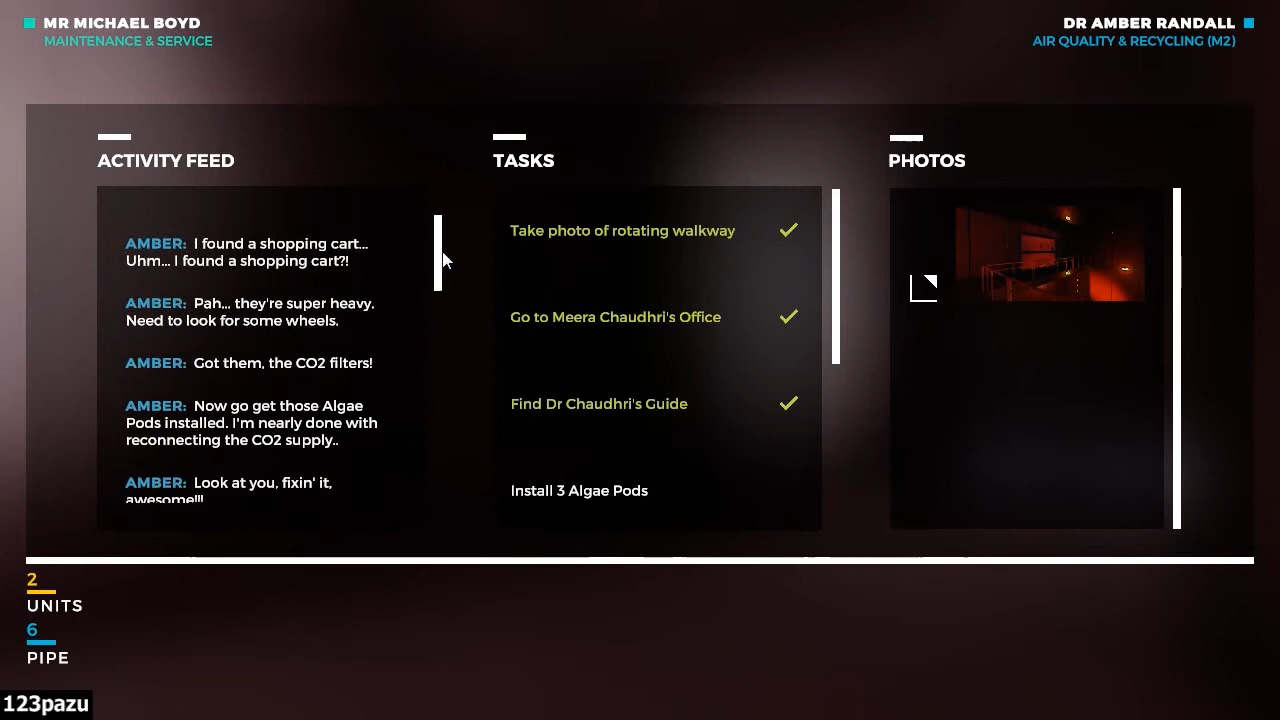 MR MICHAEL BOYD
MAINTENANCE & SERVICE
DR AMBER RANDALL
AIR QUALITY & RECYCLING (M2)
ACTIVITY FEED
AMBER: I found a shopping cart...
Uhm... I found a shopping cart?!
AMBER: Pah... they're super heavy.
Need to look for some wheels.
AMBER: Got them, the CO2 filters!
AMBER: Now go get those Algae
Pods installed. I'm nearly done with
reconnecting the CO2 supply..
AMBER: Look at you, fixin' it,
awesome!!!
TASKS
Take photo of rotating walkway
Go to Meera Chaudhri's Office
Find Dr Chaudhri's Guide
Install 3 Algae Pods
PHOTOS
2
UNITS
6
PIPE
123pazu